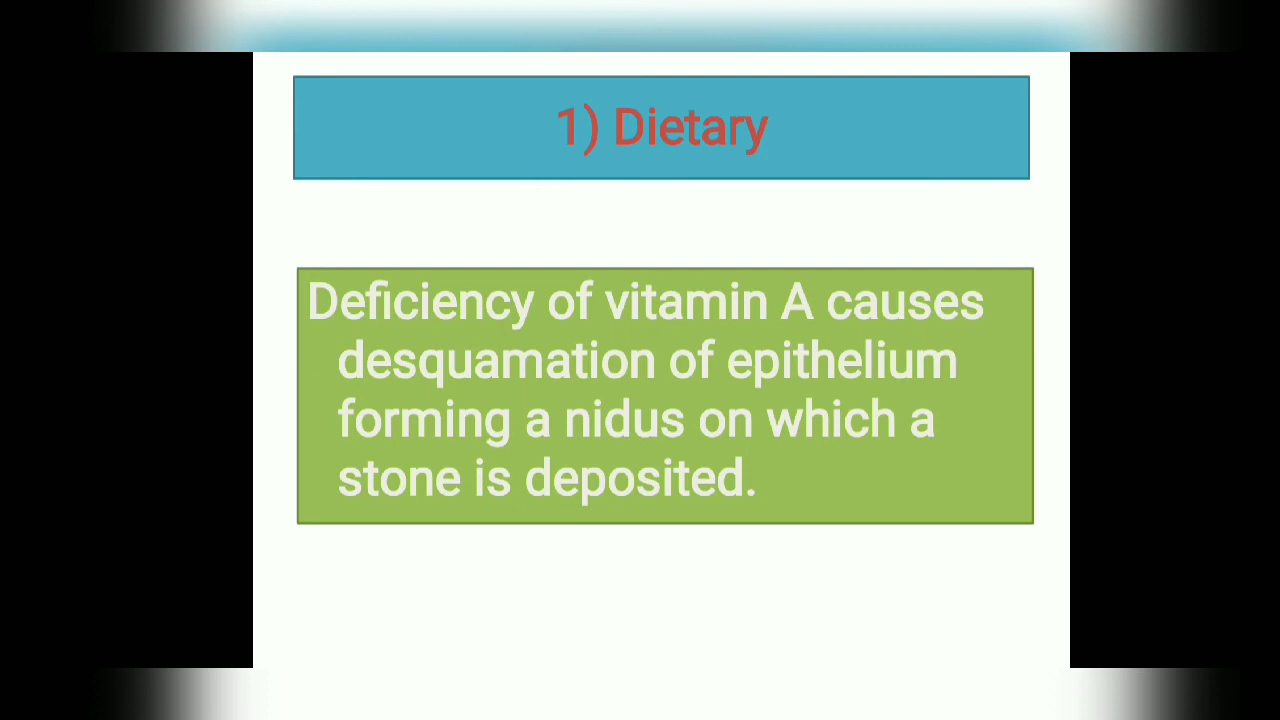 1) Dietary
Deficiency of vitamin A causes
desquamation of epithelium
forming a nidus on which a
stone is deposited.